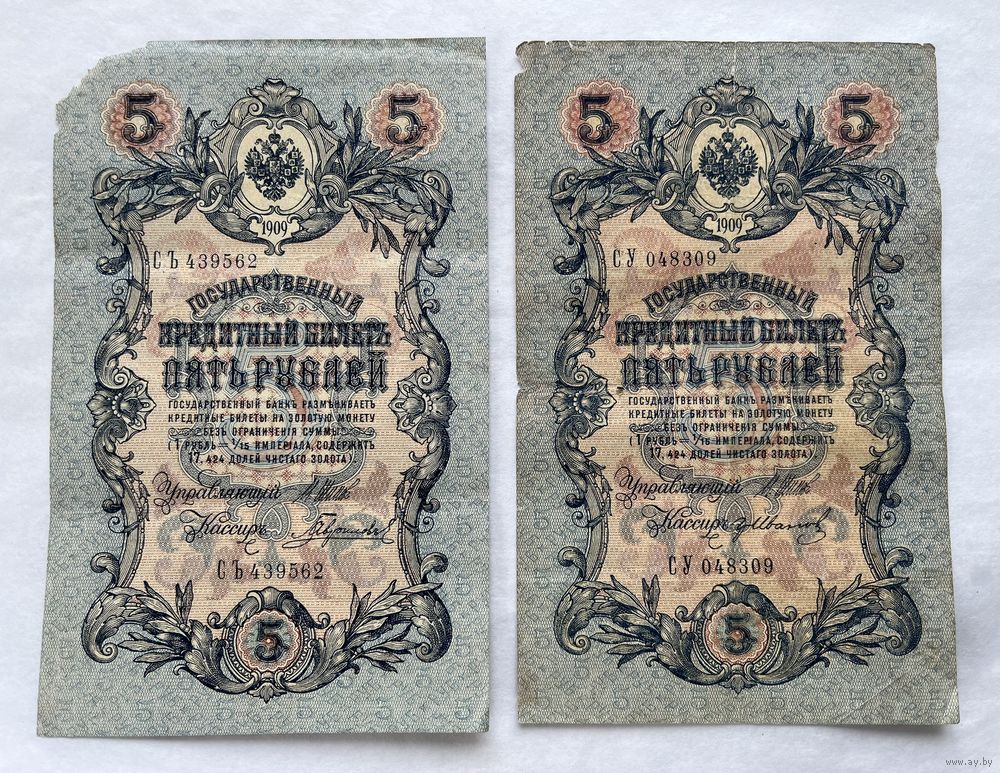 5 5
1909
СЪ 439562
ГОСУДАРСТВЕННЫЙ
КРЕДИТНЫЙ БИЛЕТЪ
ПЯТЬ РУБЛЕЙ
ГОСУДАРСТВЕННЫЙ БАНКЪ РАЗМѢНИВАЕТЪ
КРЕДИТНЫЕ БИЛЕТЫ НА ЗОЛОТУЮ МОНЕТУ
БЕЗЪ ОГРАНИЧЕНІЯ СУММЫ
(1 РУБЛЬ = 1/15 ИМПЕРІАЛА, СОДЕРЖИТЪ
17,424 ДОЛЕЙ ЧИСТАГО ЗОЛОТА).
Управляющій
Кассиръ
СЪ 439562
5
5 5
1909
СУ 048309
ГОСУДАРСТВЕННЫЙ
КРЕДИТНЫЙ БИЛЕТЪ
ПЯТЬ РУБЛЕЙ
ГОСУДАРСТВЕННЫЙ БАНКЪ РАЗМѢНИВАЕТЪ
КРЕДИТНЫЕ БИЛЕТЫ НА ЗОЛОТУЮ МОНЕТУ
БЕЗЪ ОГРАНИЧЕНІЯ СУММЫ
(1 РУБЛЬ = 1/15 ИМПЕРІАЛА, СОДЕРЖИТЪ
17,424 ДОЛЕЙ ЧИСТАГО ЗОЛОТА).
Управляющій
Кассиръ Ивановъ
СУ 048309
5
www.ay.by